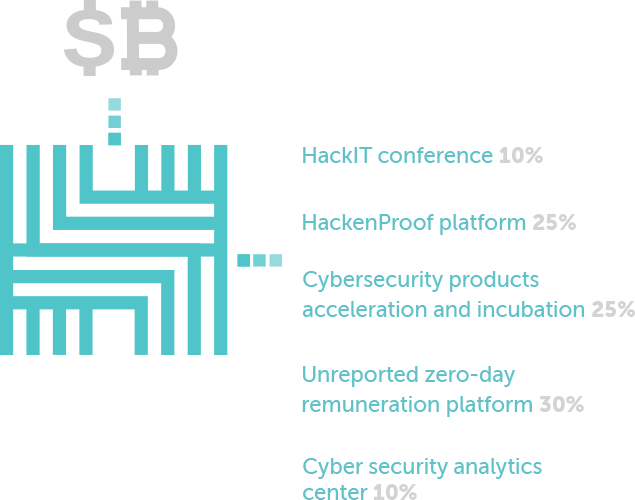 $ B
HackIT conference 10%
HackenProof platform 25%
Cybersecurity products
acceleration and incubation 25%
Unreported zero-day
remuneration platform 30%
Cyber security analytics
center 10%